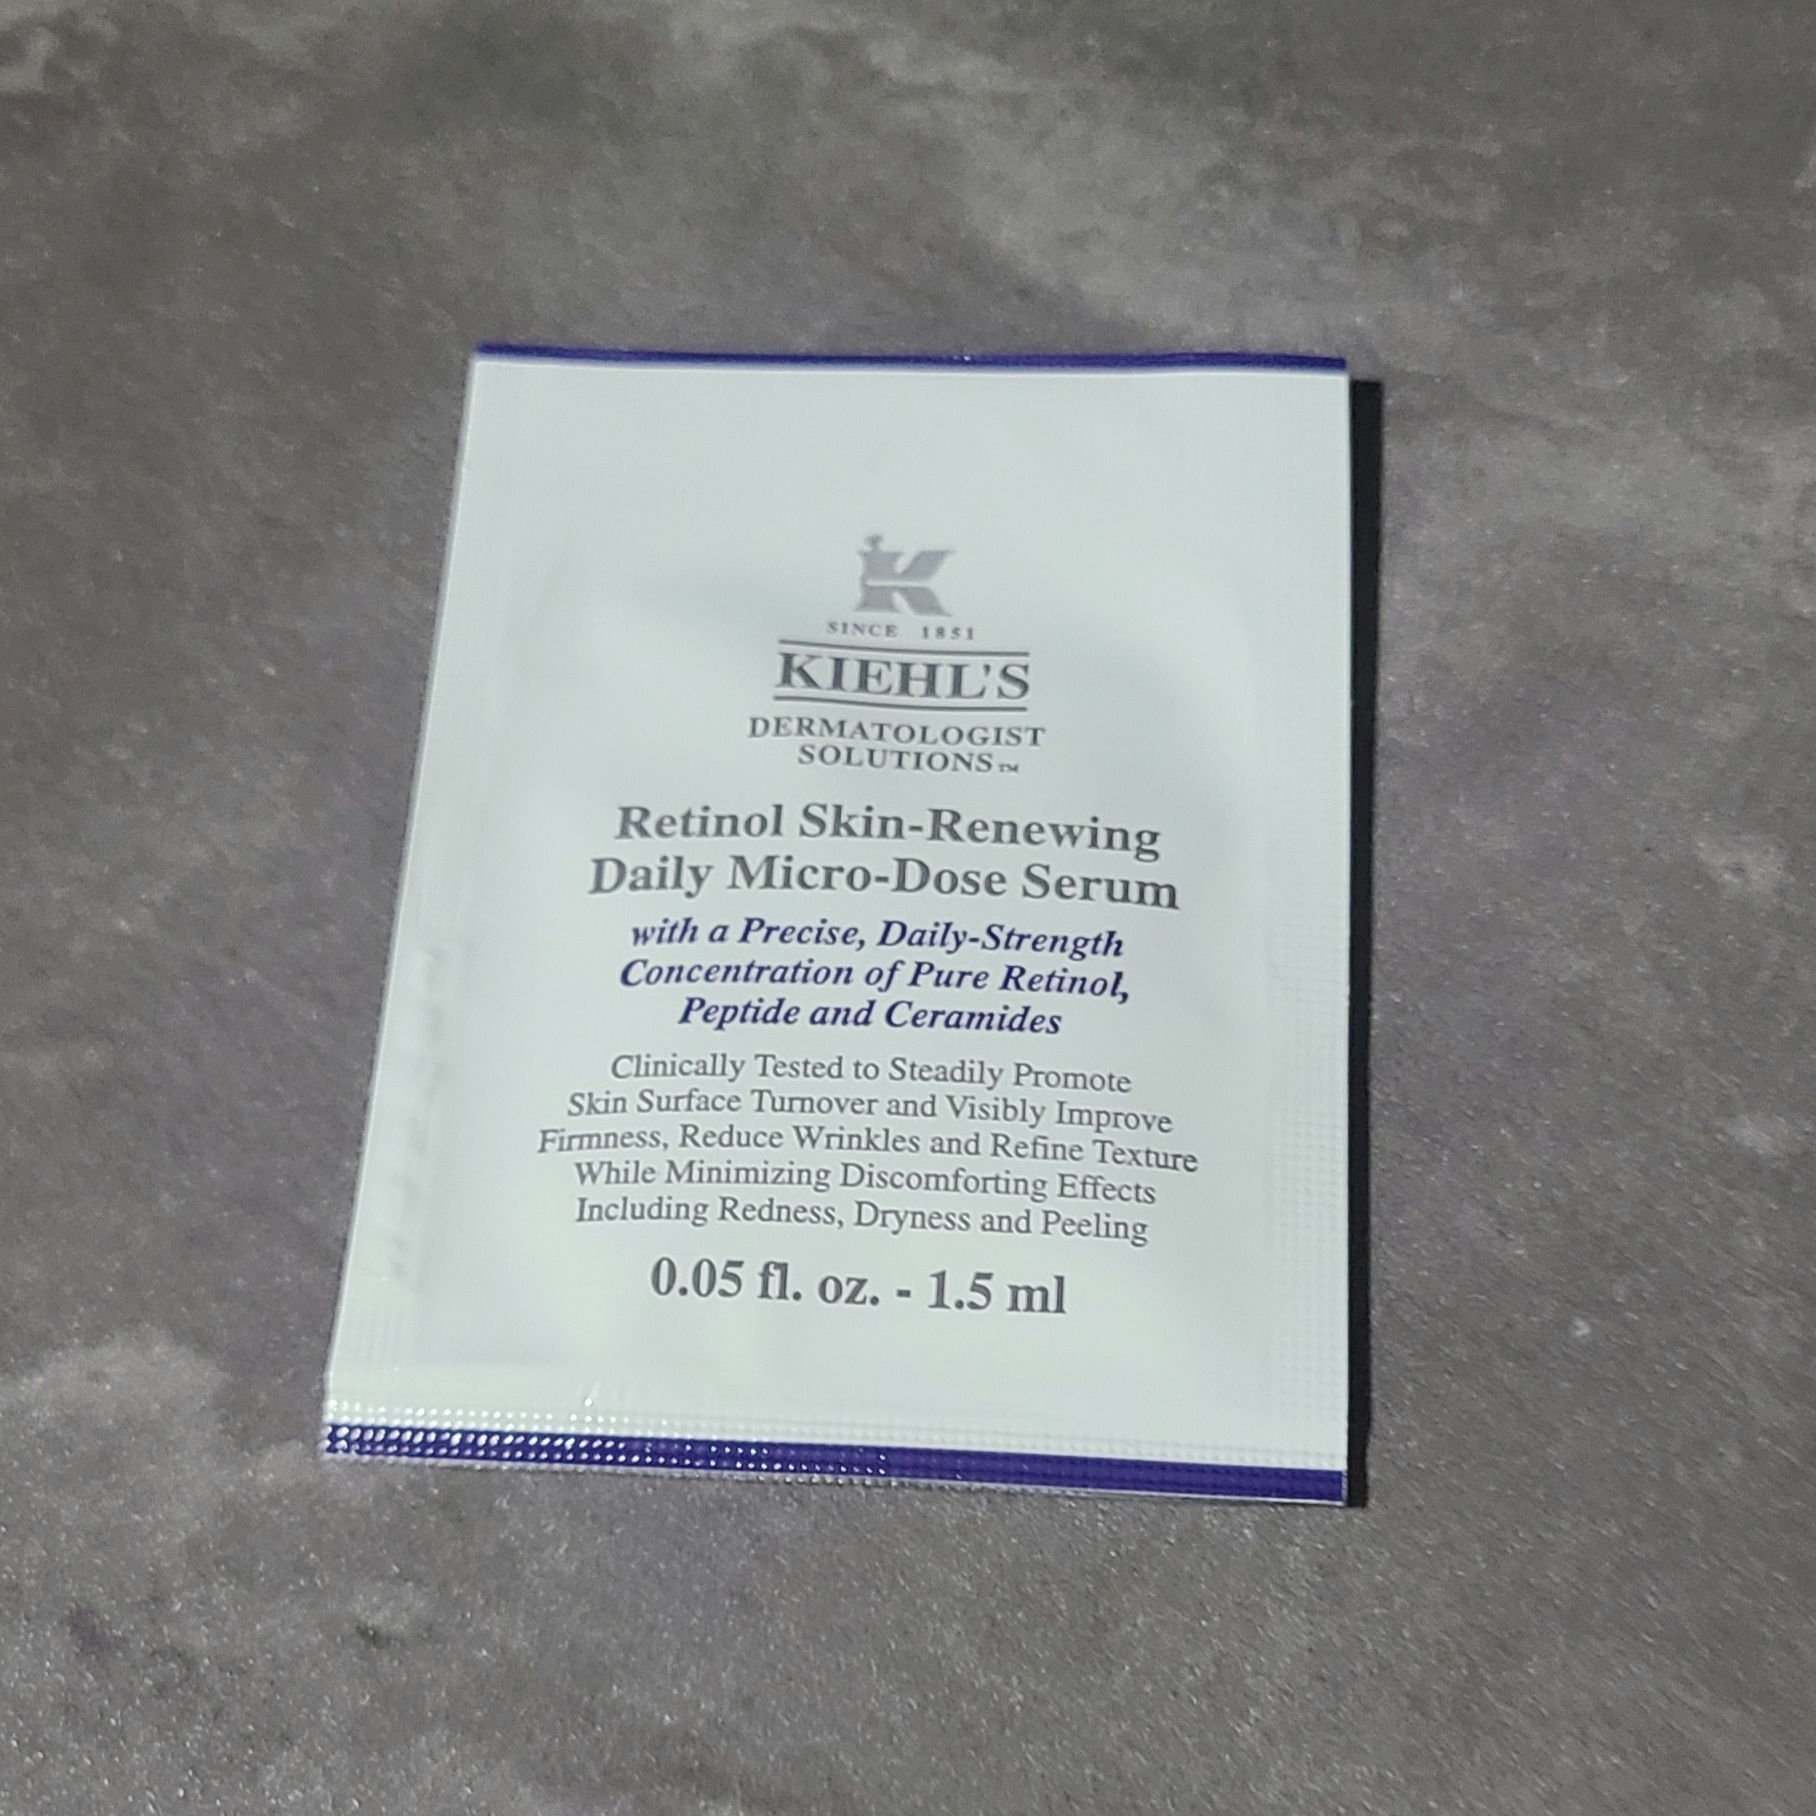 K
SINCE 1851
KIEHL'S
DERMATOLOGIST
SOLUTIONS™
Retinol Skin-Renewing
Daily Micro-Dose Serum
with a Precise, Daily-Strength
Concentration of Pure Retinol,
Peptide and Ceramides
Clinically Tested to Steadily Promote
Skin Surface Turnover and Visibly Improve
Firmness, Reduce Wrinkles and Refine Texture
While Minimizing Discomforting Effects
Including Redness, Dryness and Peeling
0.05 fl. oz. - 1.5 ml